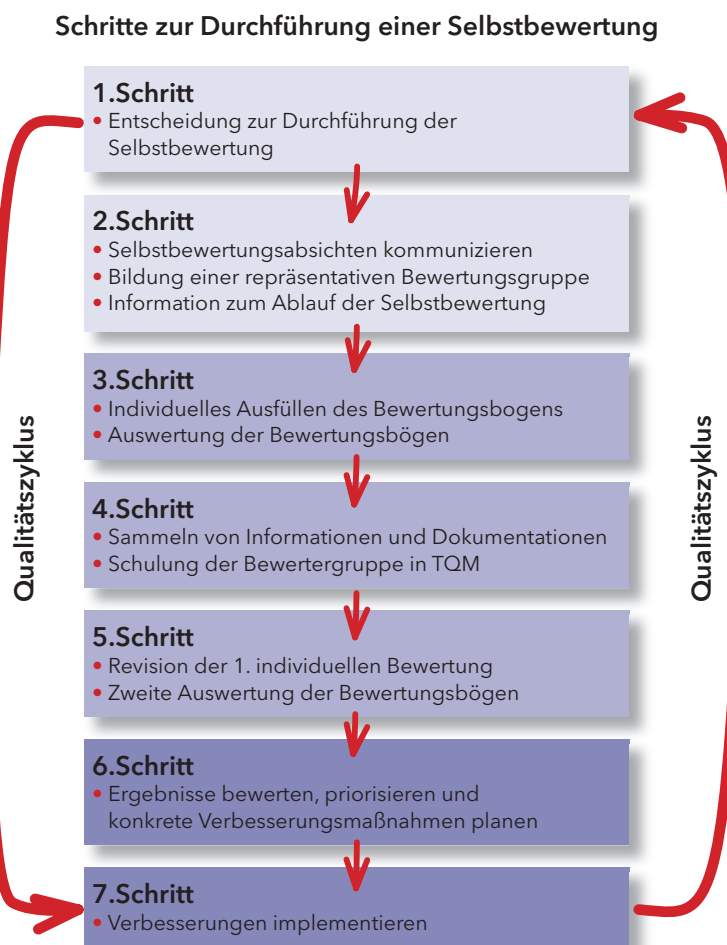 Schritte zur Durchführung einer Selbstbewertung
1.Schritt
• Entscheidung zur Durchführung der
Selbstbewertung
2.Schritt
• Selbstbewertungsabsichten kommunizieren
• Bildung einer repräsentativen Bewertungsgruppe
• Information zum Ablauf der Selbstbewertung
3.Schritt
• Individuelles Ausfüllen des Bewertungsbogens
• Auswertung der Bewertungsbögen
4.Schritt
• Sammeln von Informationen und Dokumentationen
• Schulung der Bewertergruppe in TQM
5.Schritt
• Revision der 1. individuellen Bewertung
• Zweite Auswertung der Bewertungsbögen
6.Schritt
• Ergebnisse bewerten, priorisieren und
konkrete Verbesserungsmaßnahmen planen
7.Schritt
• Verbesserungen implementieren
Qualitätszyklus
Qualitätszyklus